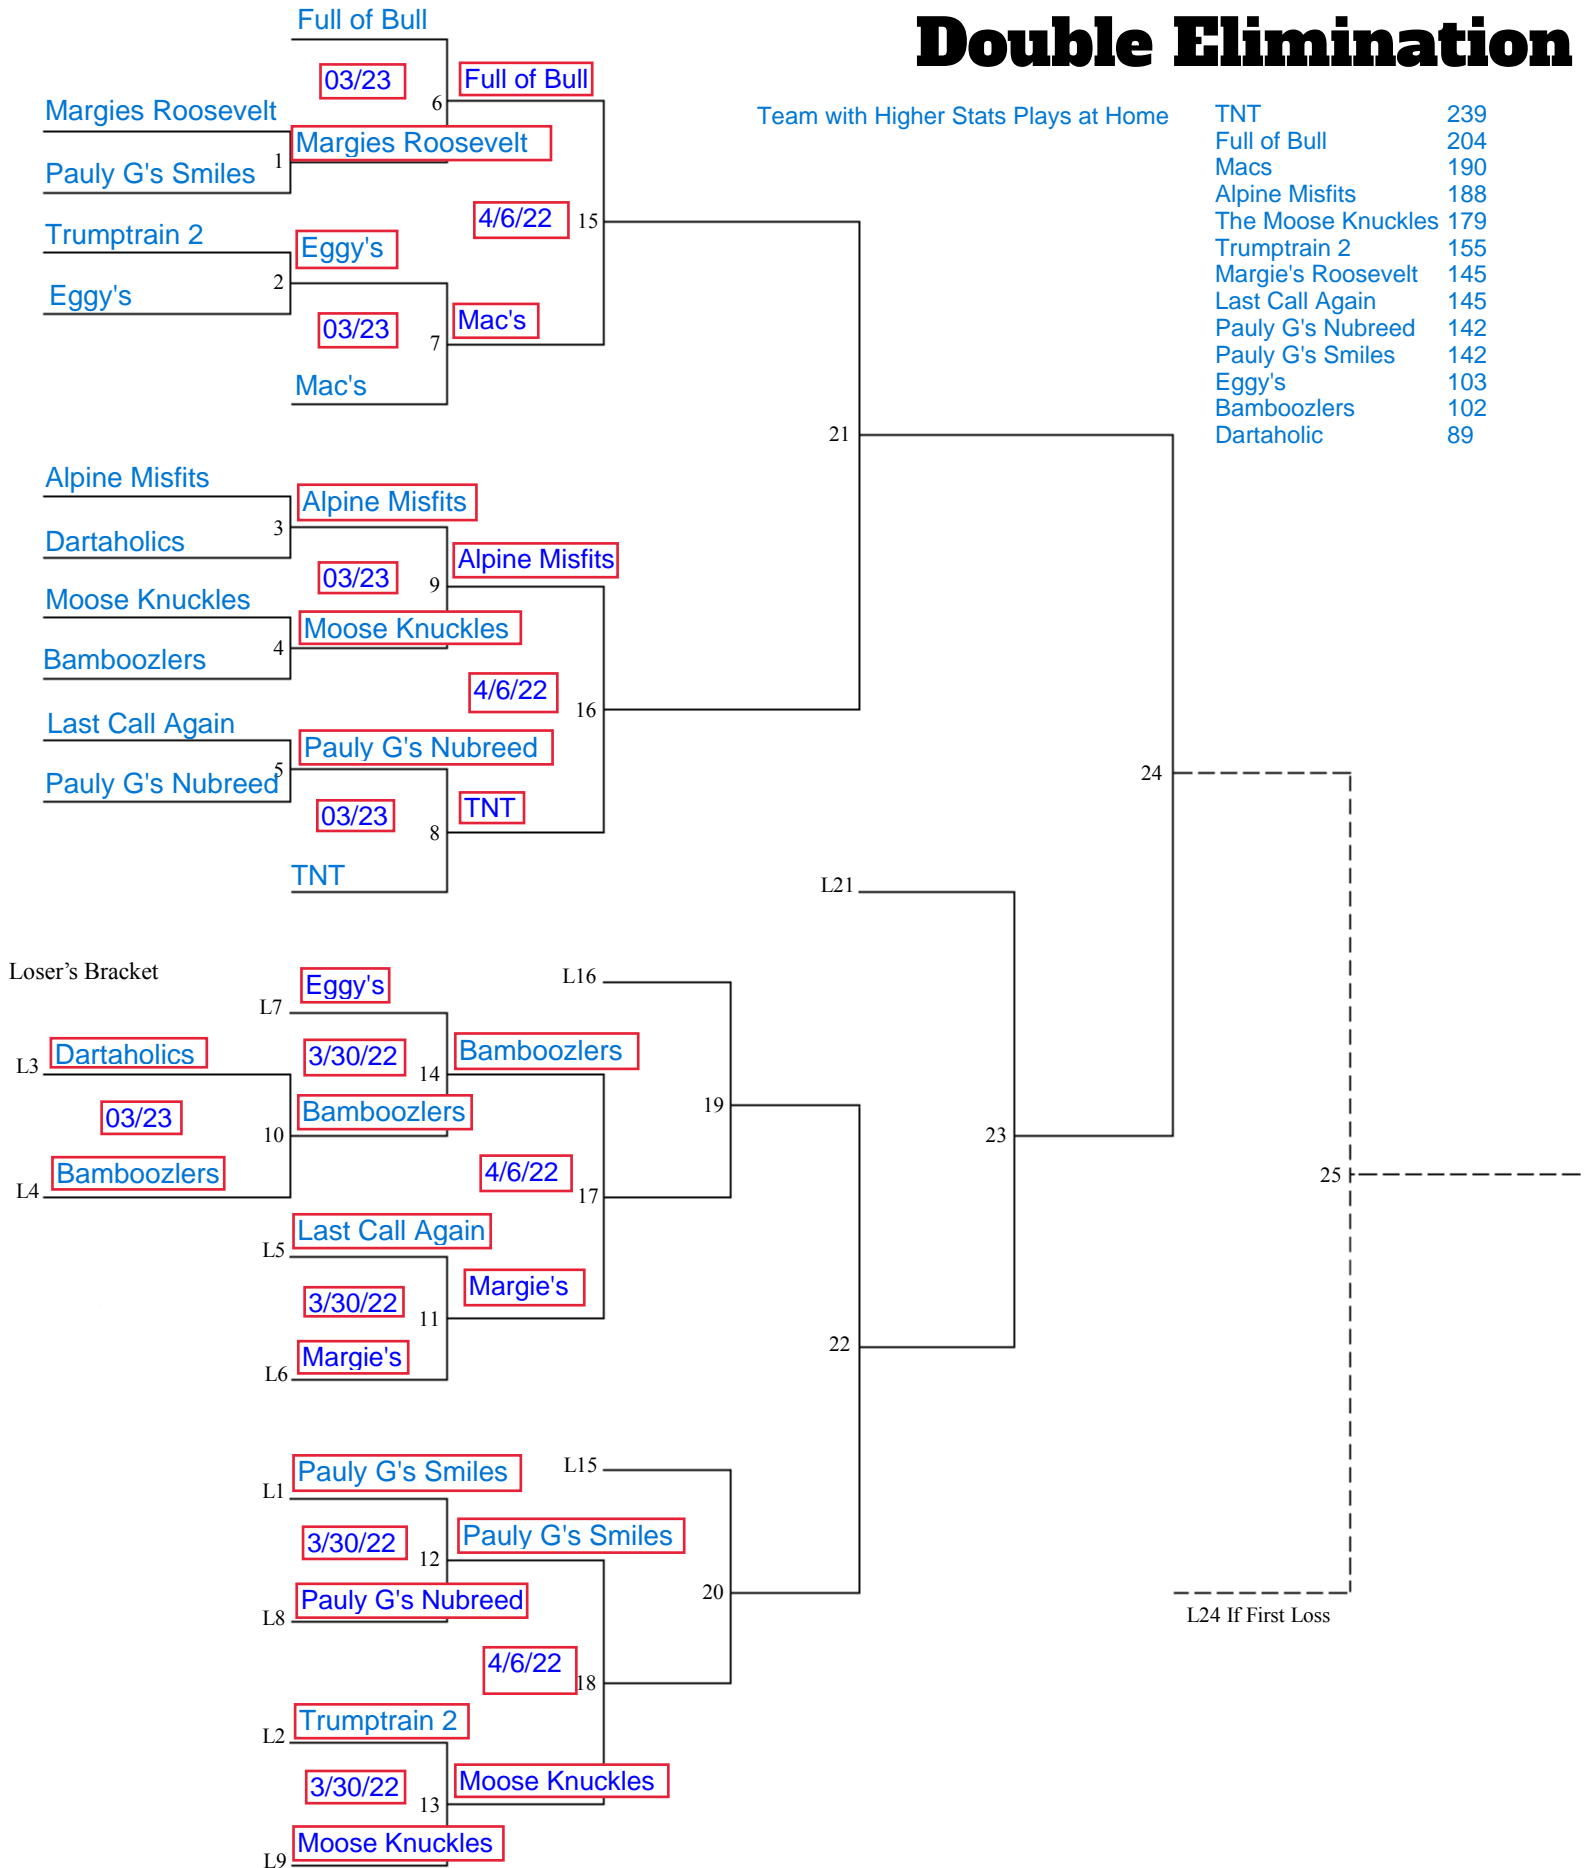 Double Elimination
Team with Higher Stats Plays at Home
TNT 239
Full of Bull 204
Macs 190
Alpine Misfits 188
The Moose Knuckles 179
Trumptrain 2 155
Margie's Roosevelt 145
Last Call Again 145
Pauly G's Nubreed 142
Pauly G's Smiles 142
Eggy's 103
Bamboozlers 102
Dartaholic 89
Full of Bull
03/23
6
Full of Bull
Margies Roosevelt
1
Margies Roosevelt
Pauly G's Smiles
4/6/22
15
Trumptrain 2
Eggy's
2
Eggy's
03/23
7
Mac's
Mac's
21
Alpine Misfits
Alpine Misfits
3
Dartaholics
03/23
9
Alpine Misfits
Moose Knuckles
Moose Knuckles
4
Bamboozlers
4/6/22
16
Last Call Again
Pauly G's Nubreed
5
Pauly G's Nubreed
03/23
8
TNT
TNT
24
L21
Loser's Bracket
L7
Eggy's
L16
L3
Dartaholics
3/30/22
14
Bamboozlers
03/23
10
Bamboozlers
19
23
L4
Bamboozlers
4/6/22
17
25
L5
Last Call Again
3/30/22
11
Margie's
L6
Margie's
22
L1
Pauly G's Smiles
L15
3/30/22
12
Pauly G's Smiles
L8
Pauly G's Nubreed
20
L24 If First Loss
4/6/22
18
L2
Trumptrain 2
3/30/22
13
Moose Knuckles
L9
Moose Knuckles